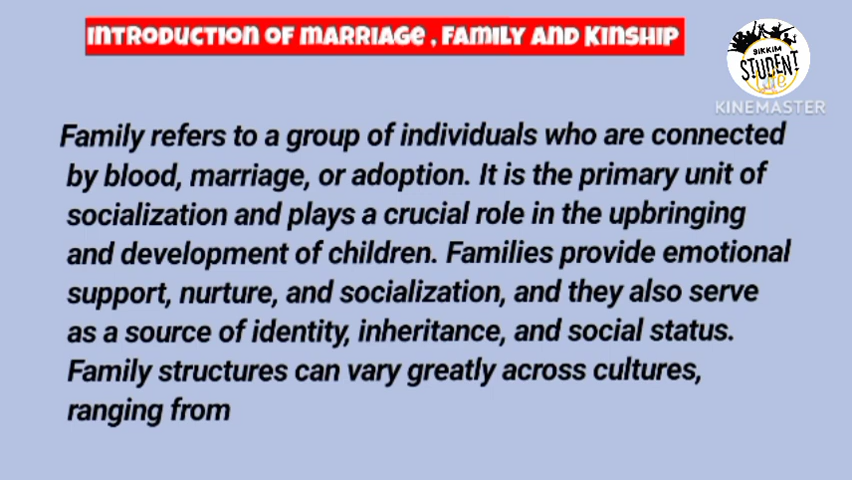 INTRODUCTION OF MARRIAGE , FAMILY AND KINSHIP
SIKKIM
STUDENT
Life
KINEMASTER
Family refers to a group of individuals who are connected
by blood, marriage, or adoption. It is the primary unit of
socialization and plays a crucial role in the upbringing
and development of children. Families provide emotional
support, nurture, and socialization, and they also serve
as a source of identity, inheritance, and social status.
Family structures can vary greatly across cultures,
ranging from